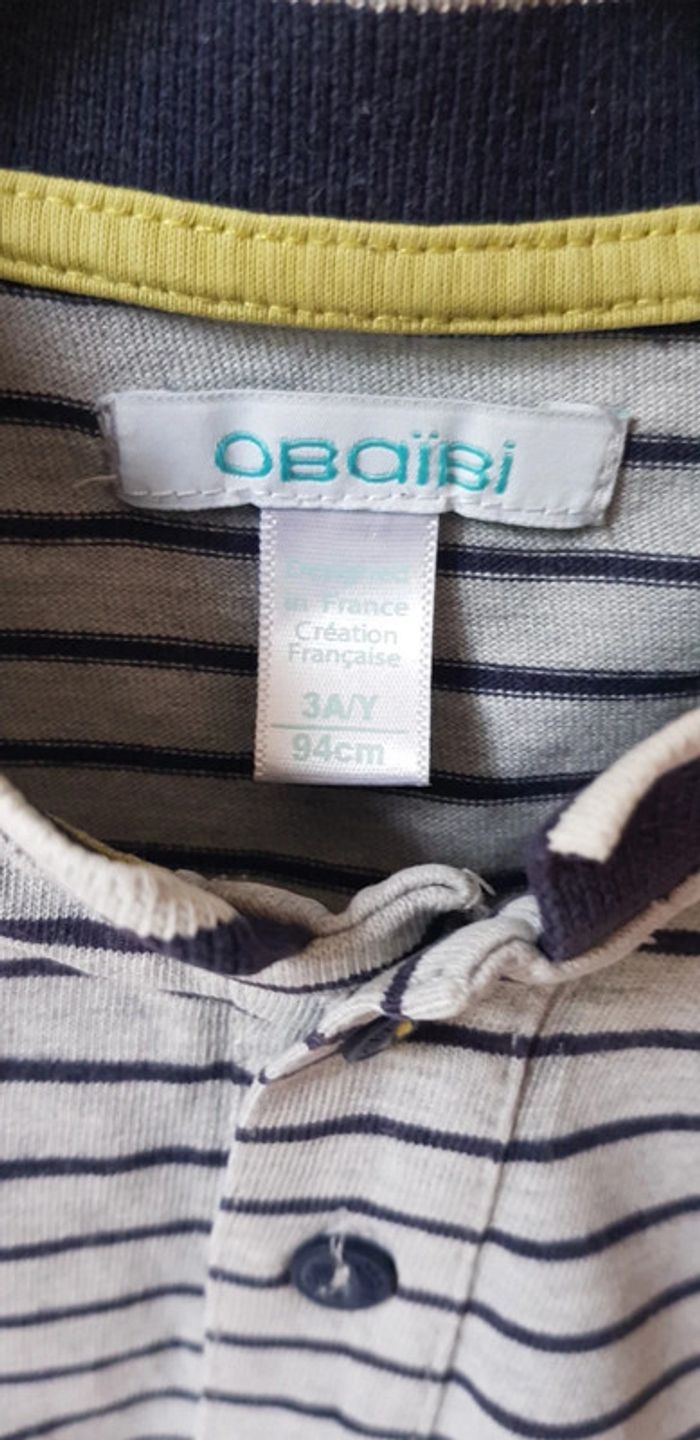 OBaïBi
Designed
in France
Création
Française
3A/Y
94cm